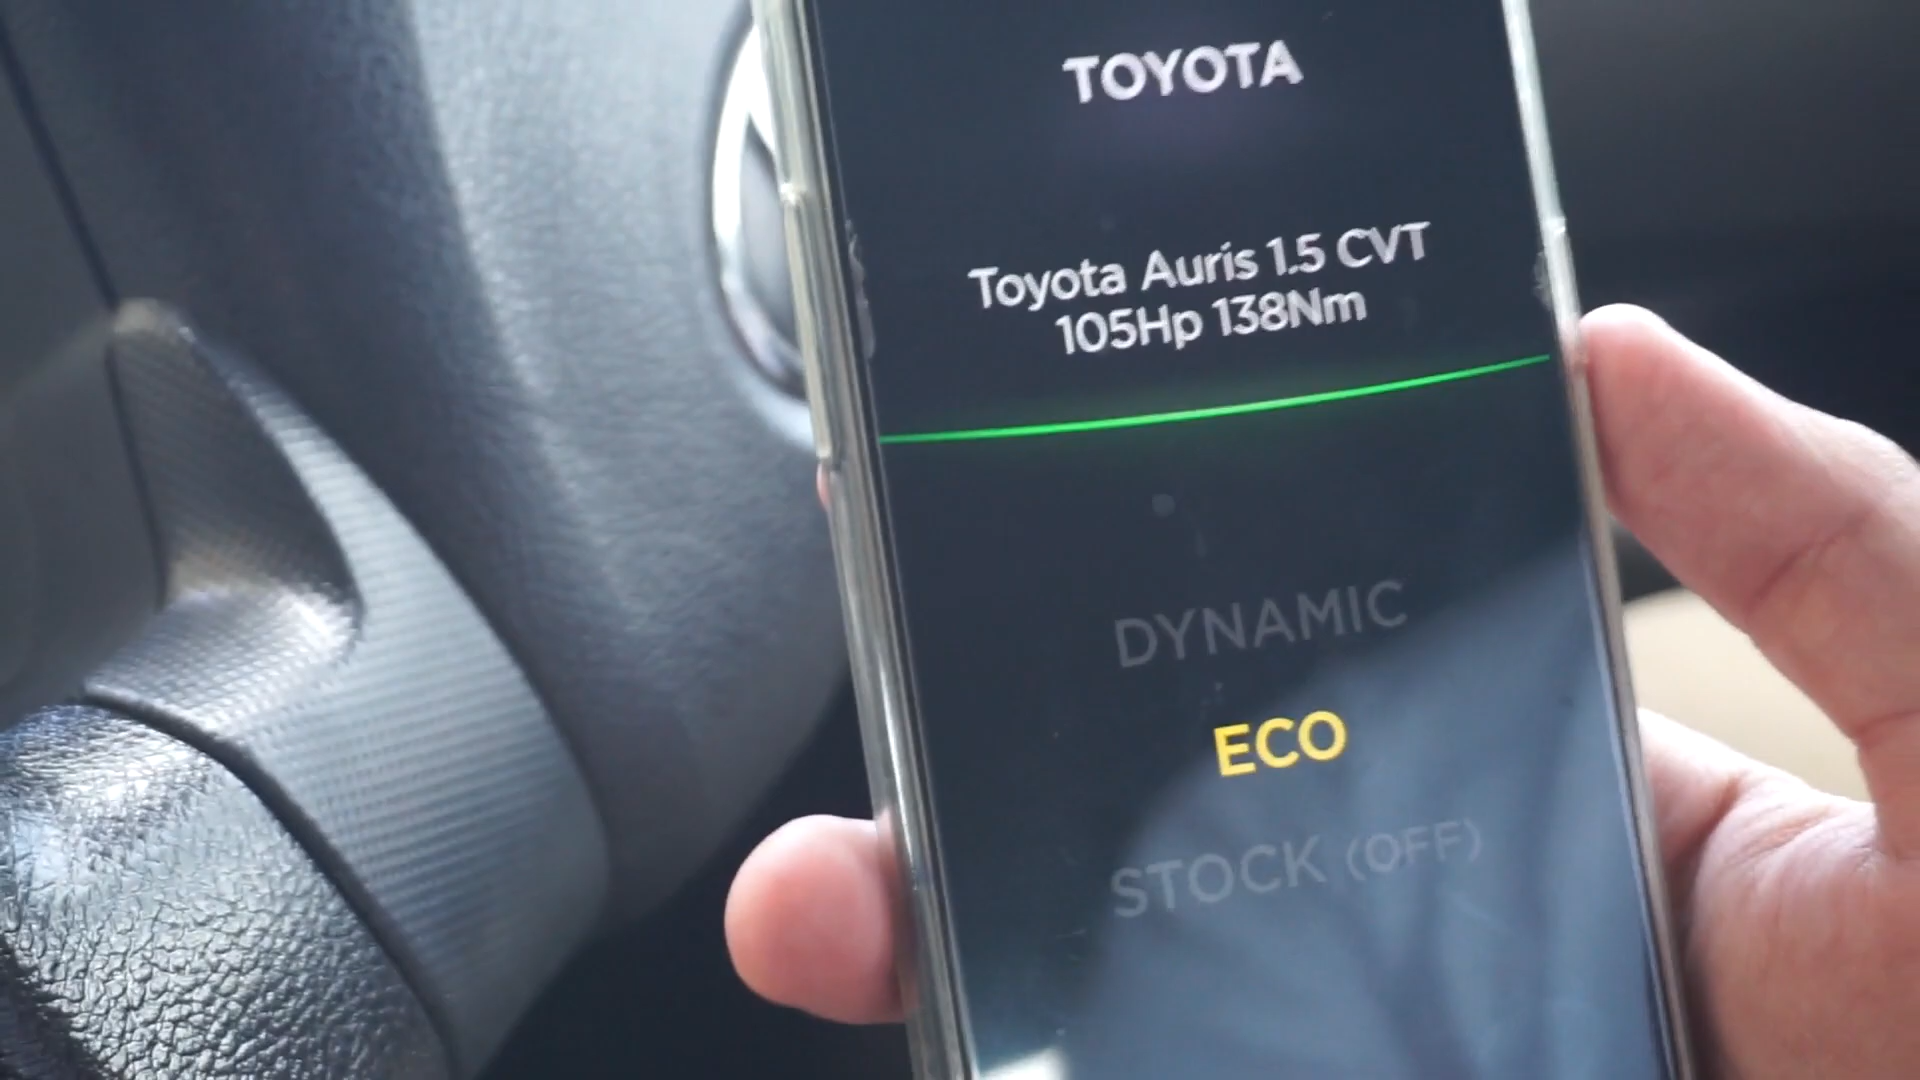 TOYOTA
Toyota Auris 1.5 CVT
105Hp 138Nm
DYNAMIC
ECO
STOCK (OFF)